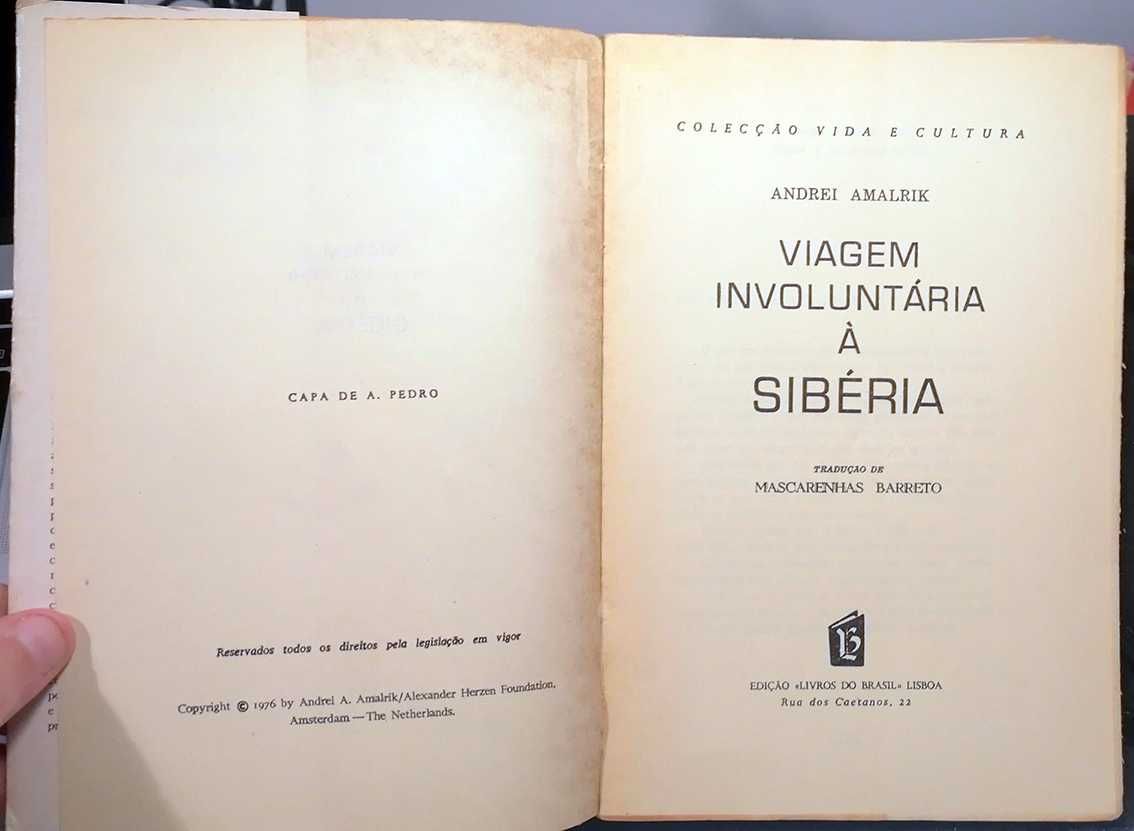 CAPA DE A. PEDRO
Reservados todos os direitos pela legislação em vigor
Copyright © 1976 by Andrei A. Amalrik/Alexander Herzen Foundation,
Amsterdam — The Netherlands.
COLECÇÃO VIDA E CULTURA
ANDREI AMALRIK
VIAGEM
INVOLUNTÁRIA
À
SIBÉRIA
TRADUÇÃO DE
MASCARENHAS BARRETO
EDIÇÃO «LIVROS DO BRASIL» LISBOA
Rua dos Caetanos, 22